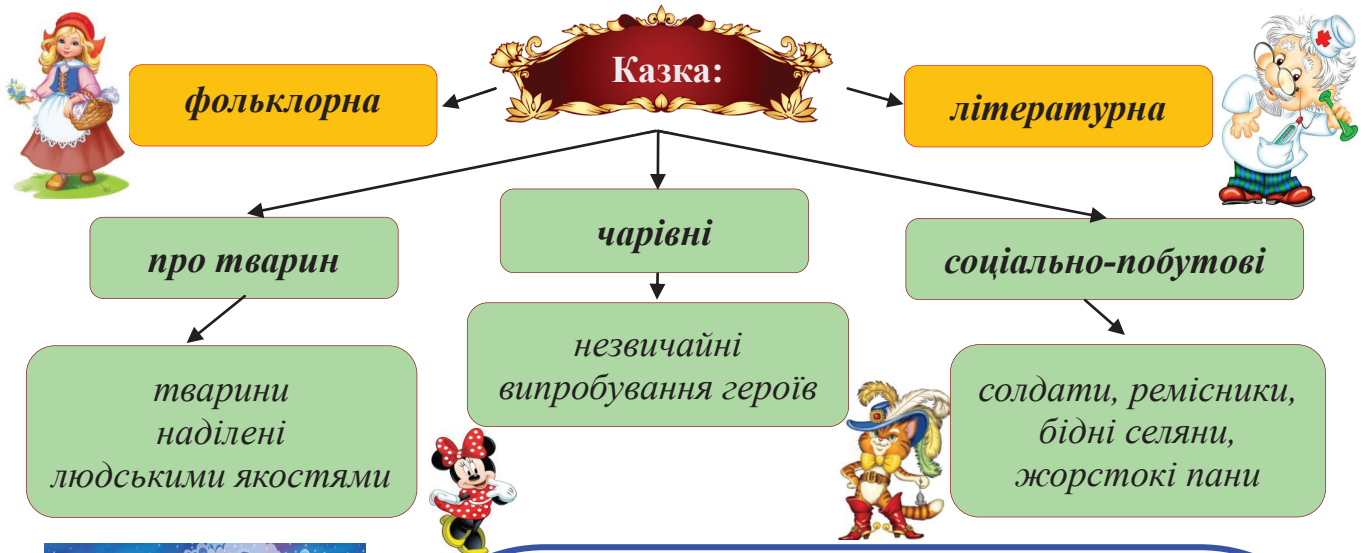 Казка:
фольклорна
літературна
про тварин
чарівні
соціально-побутові
тварини
наділені
людськими якостями
незвичайні
випробування героїв
солдати, ремісники,
бідні селяни,
жорстокі пани